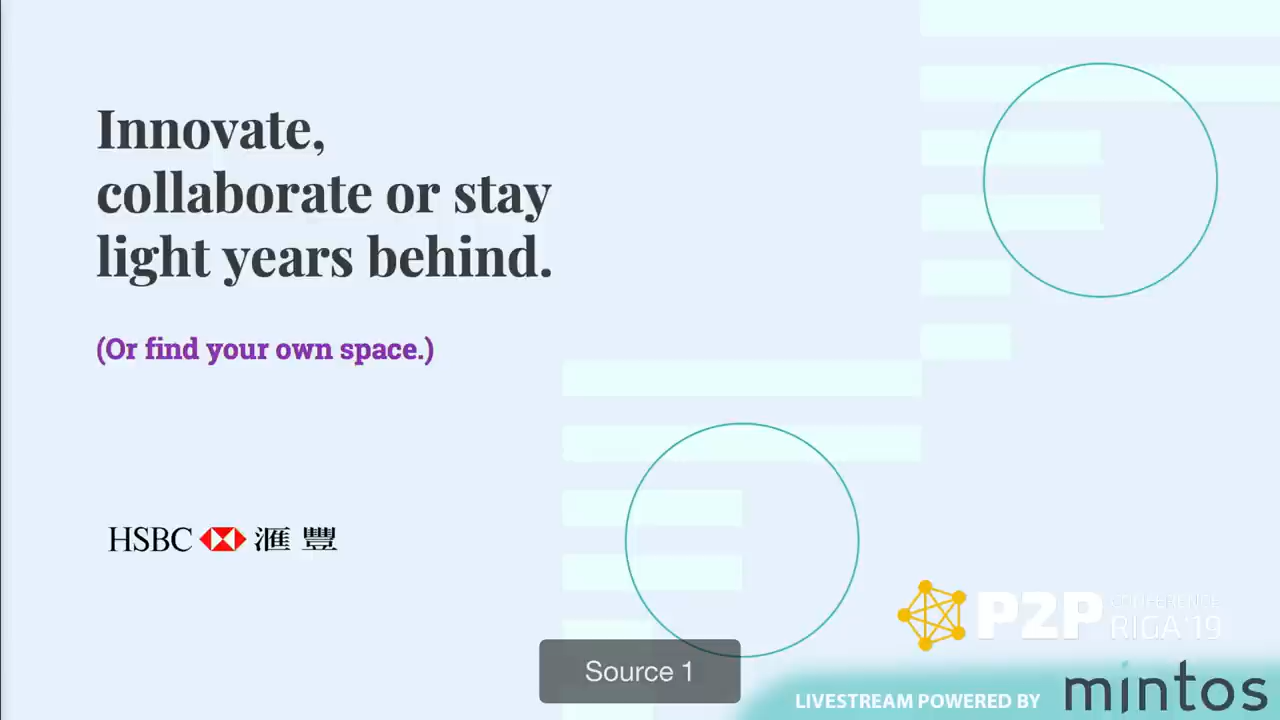 Innovate,
collaborate or stay
light years behind.
(Or find your own space.)
HSBC 滙豐
P2P CONFERENCE
RIGA'19
Source 1
LIVESTREAM POWERED BY mintos